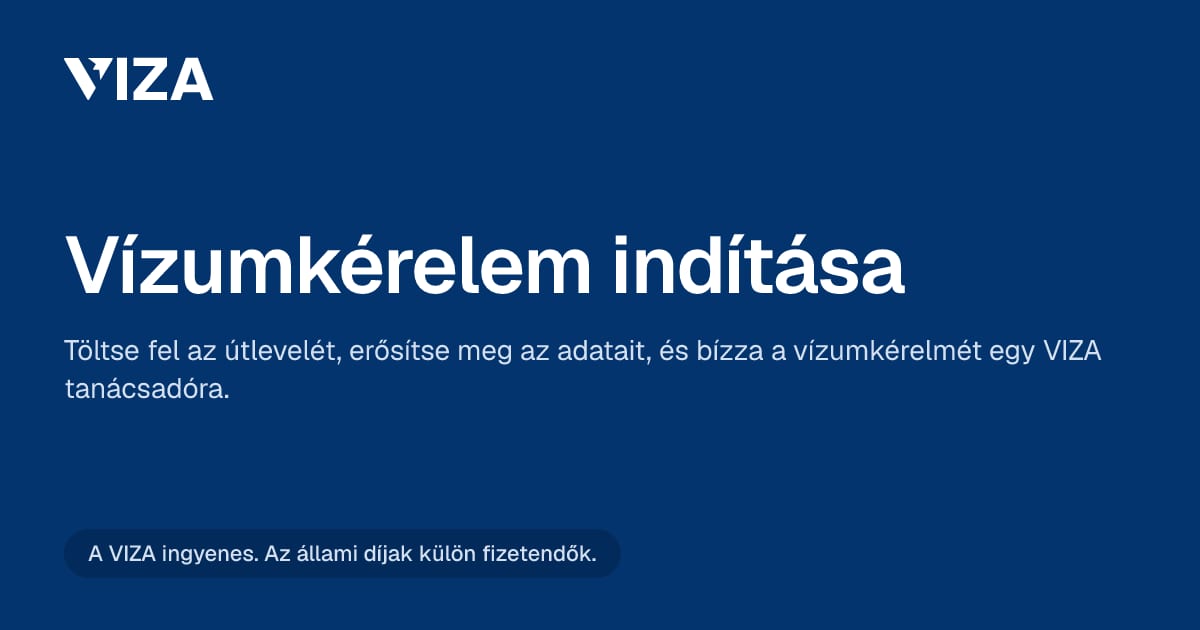 VIZA
Vízumkérelem indítása
Töltse fel az útlevelét, erősítse meg az adatait, és bízza a vízumkérelmét egy VIZA
tanácsadóra.
A VIZA ingyenes. Az állami díjak külön fizetendők.